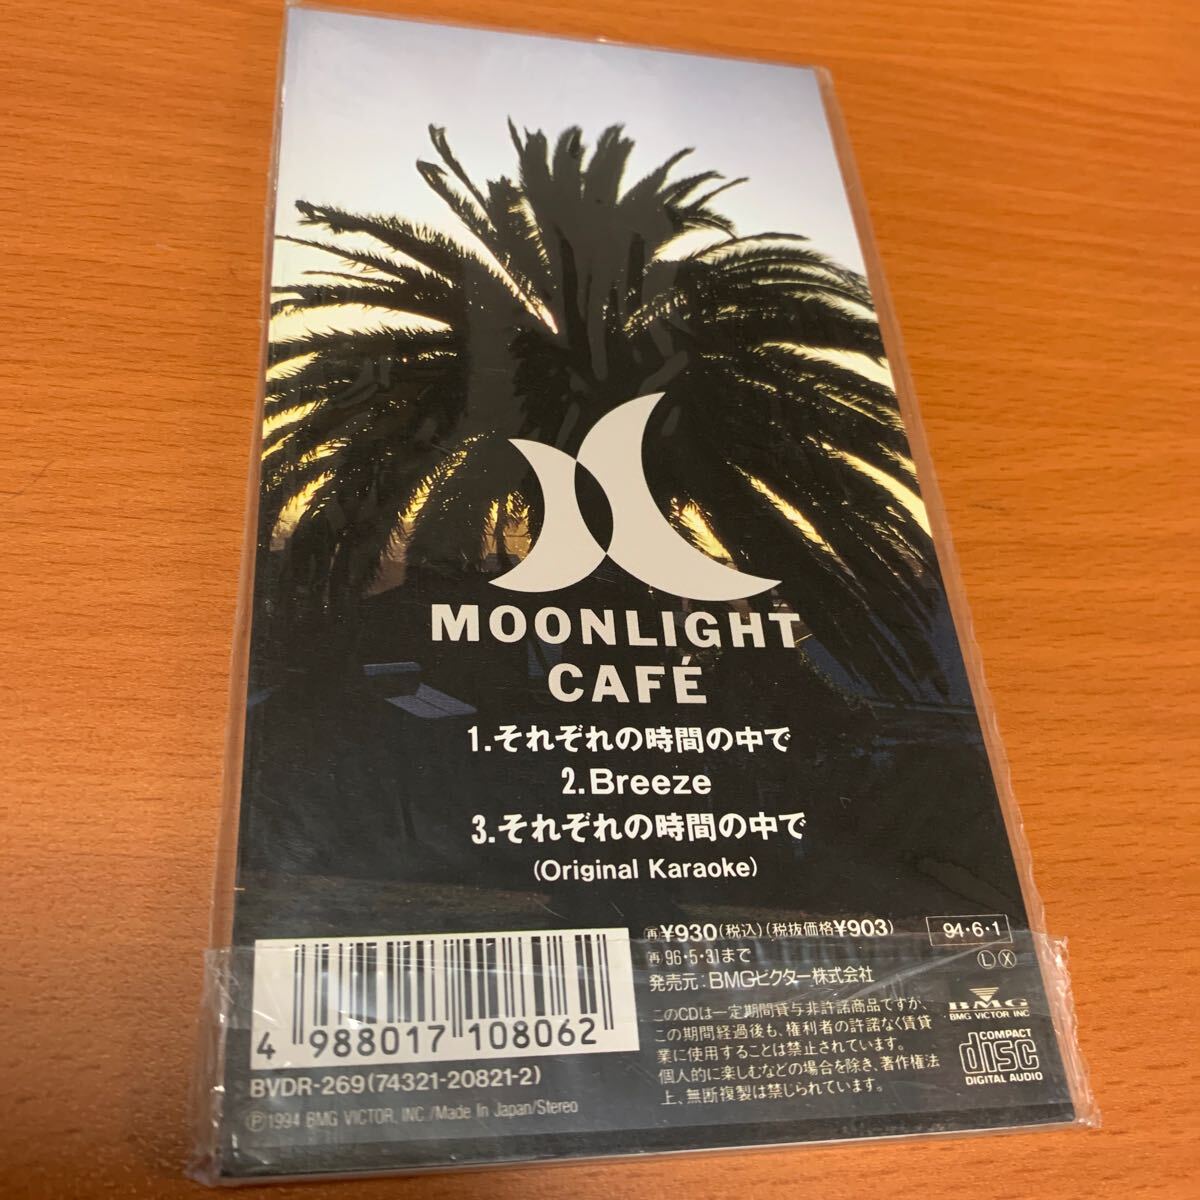 MOONLIGHT
CAFÉ
1.それぞれの時間の中で
2.Breeze
3.それぞれの時間の中で
(Original Karaoke)
再¥930(税込)(税抜価格¥903)
94・6・1
再96・5・31まで
発売元:BMGビクター株式会社
Ⓛ Ⓧ
このCDは一定期間貸与非許諾商品ですが、
この期間経過後も、権利者の許諾なく賃貸
業に使用することは禁止されています。
個人的に楽しむなどの場合を除き、著作権法
上、無断複製は禁じられています。
BMG
BMG VICTOR INC
COMPACT
disc
DIGITAL AUDIO
4 988017 108062
BVDR-269(74321-20821-2)
Ⓟ1994 BMG VICTOR, INC./Made In Japan/Stereo